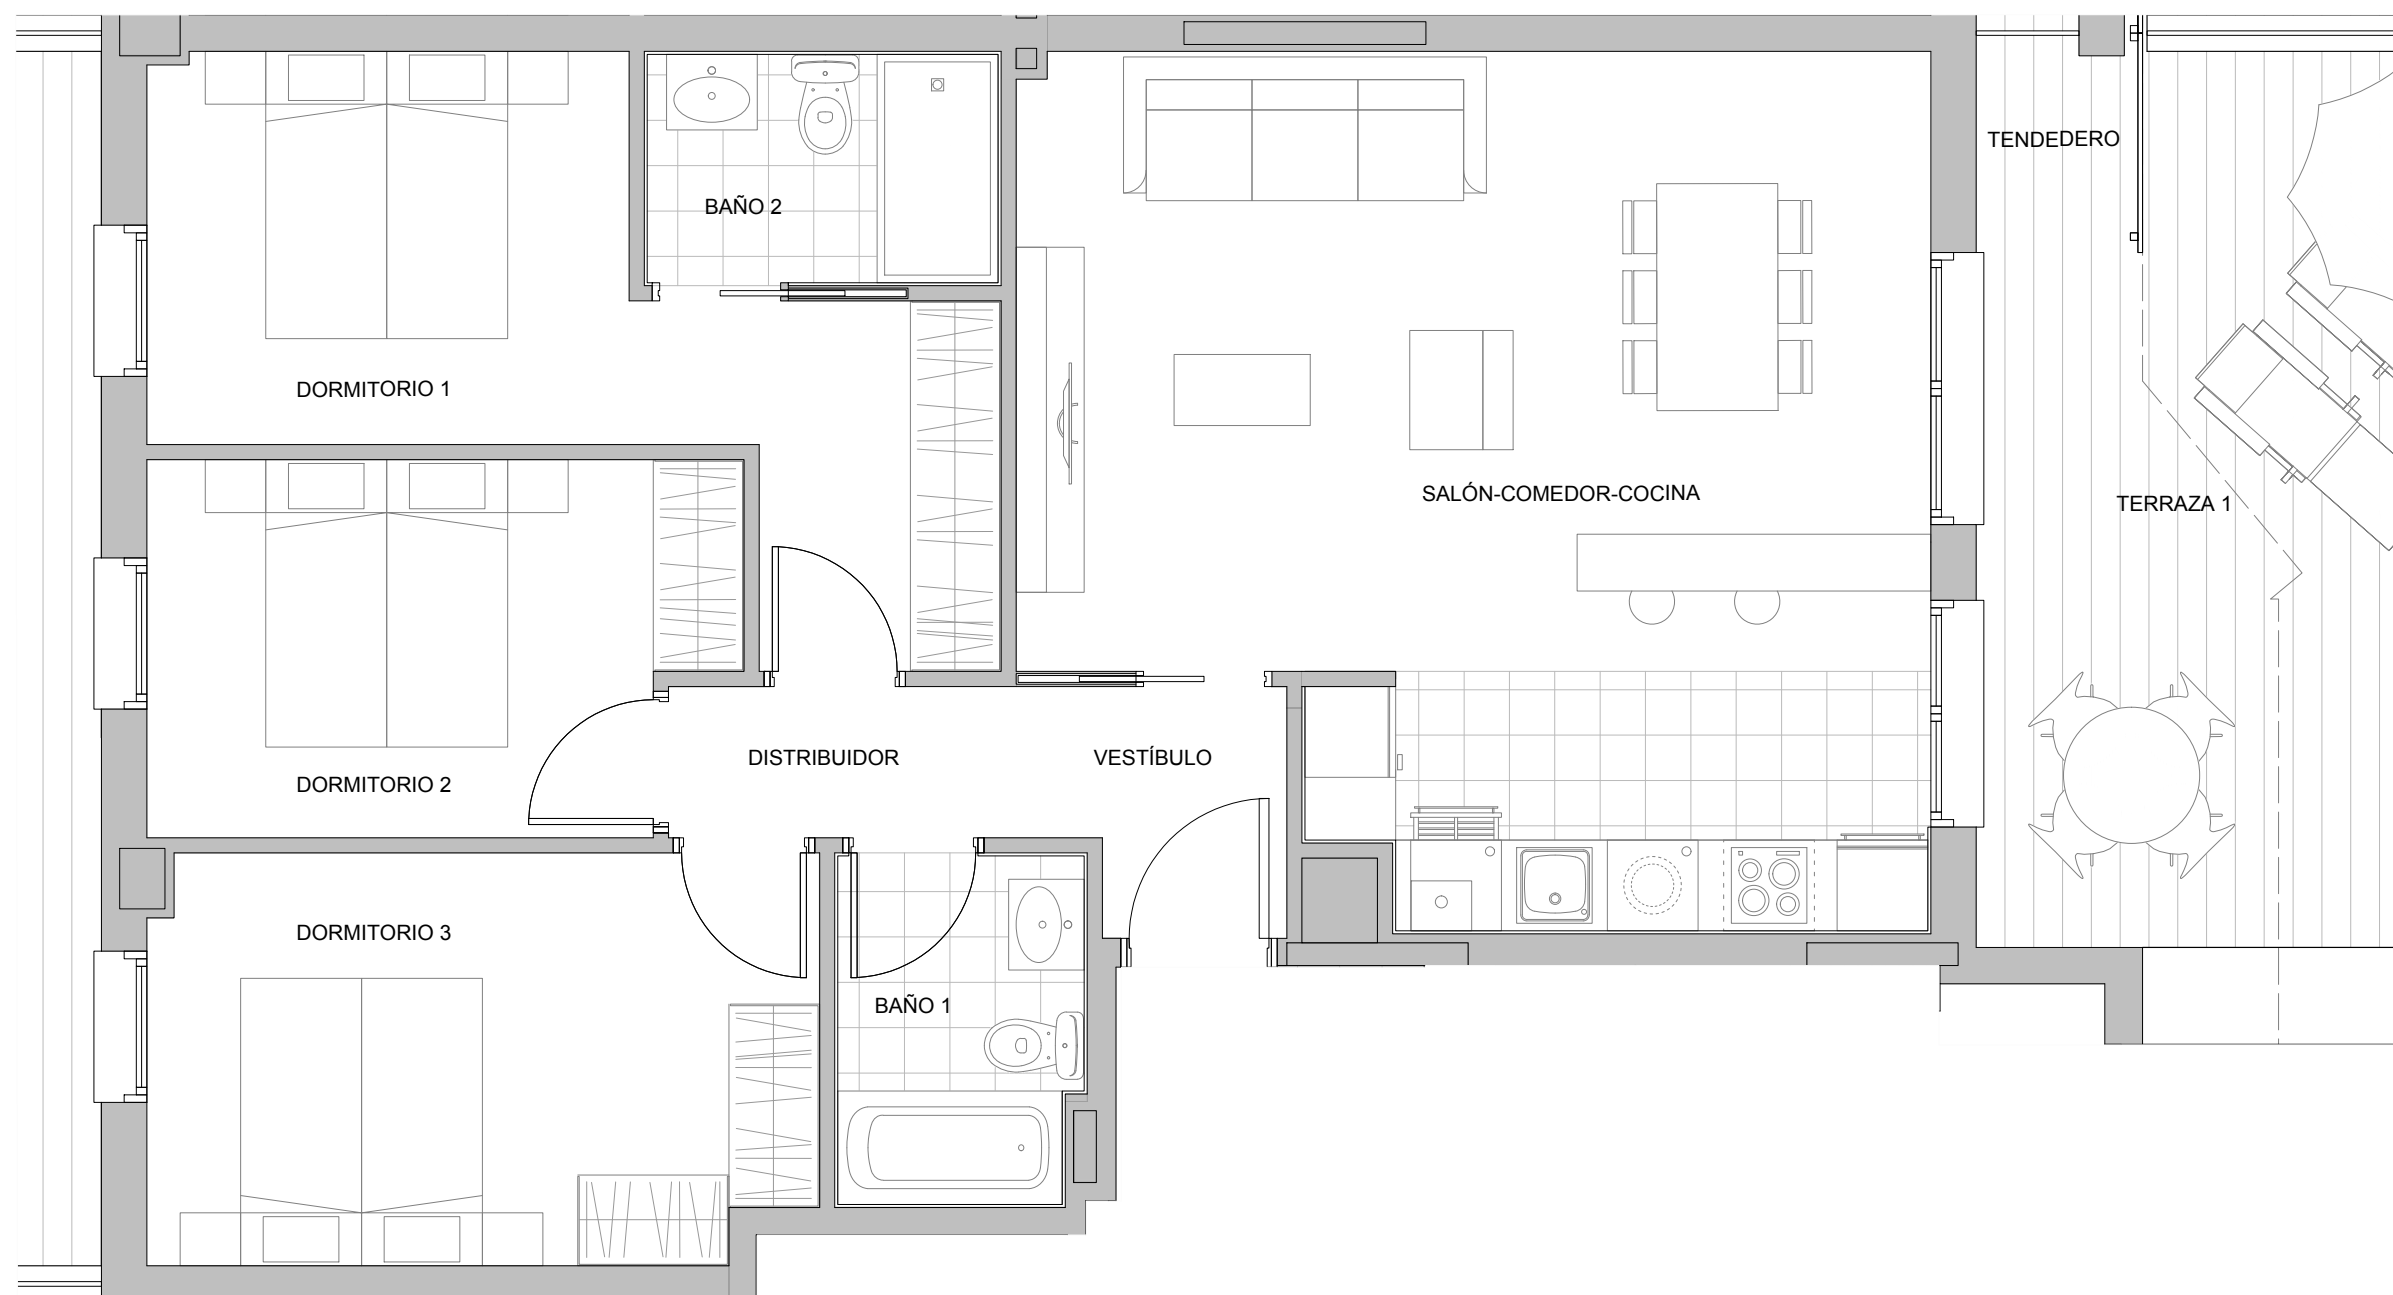 TENDEDERO
BAÑO 2
DORMITORIO 1
SALÓN-COMEDOR-COCINA
TERRAZA 1
DISTRIBUIDOR
VESTÍBULO
DORMITORIO 2
DORMITORIO 3
BAÑO 1